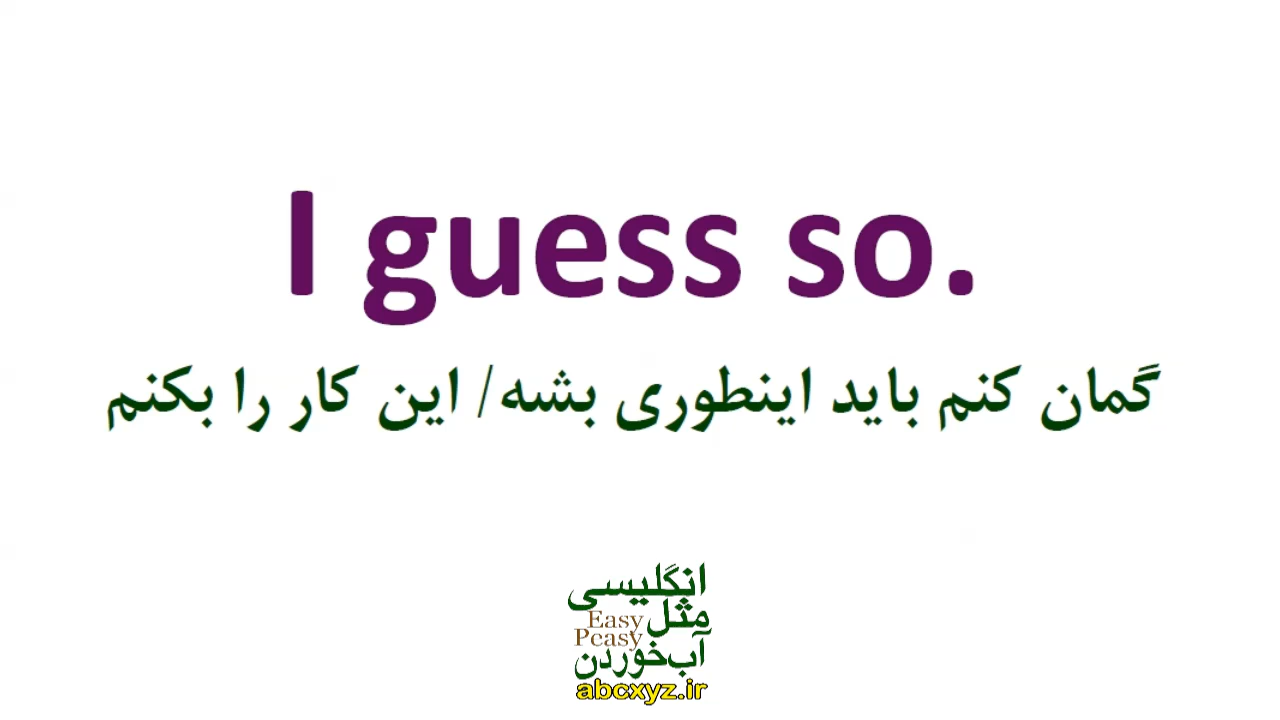 I guess so.
گمان کنم باید اینطوری بشه/ این کار را بکنم
انگلیسی
مثل Easy
Peasy
آب‌خوردن
abcxyz.ir